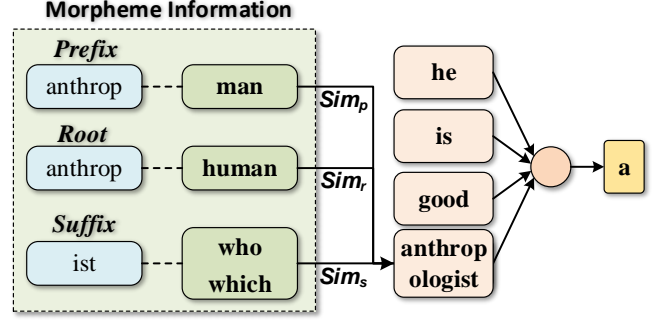 Morpheme Information
Prefix
anthrop
man
Sim_p
Root
anthrop
human
Sim_r
Suffix
ist
who
which
Sim_s
he
is
good
anthrop
ologist
a